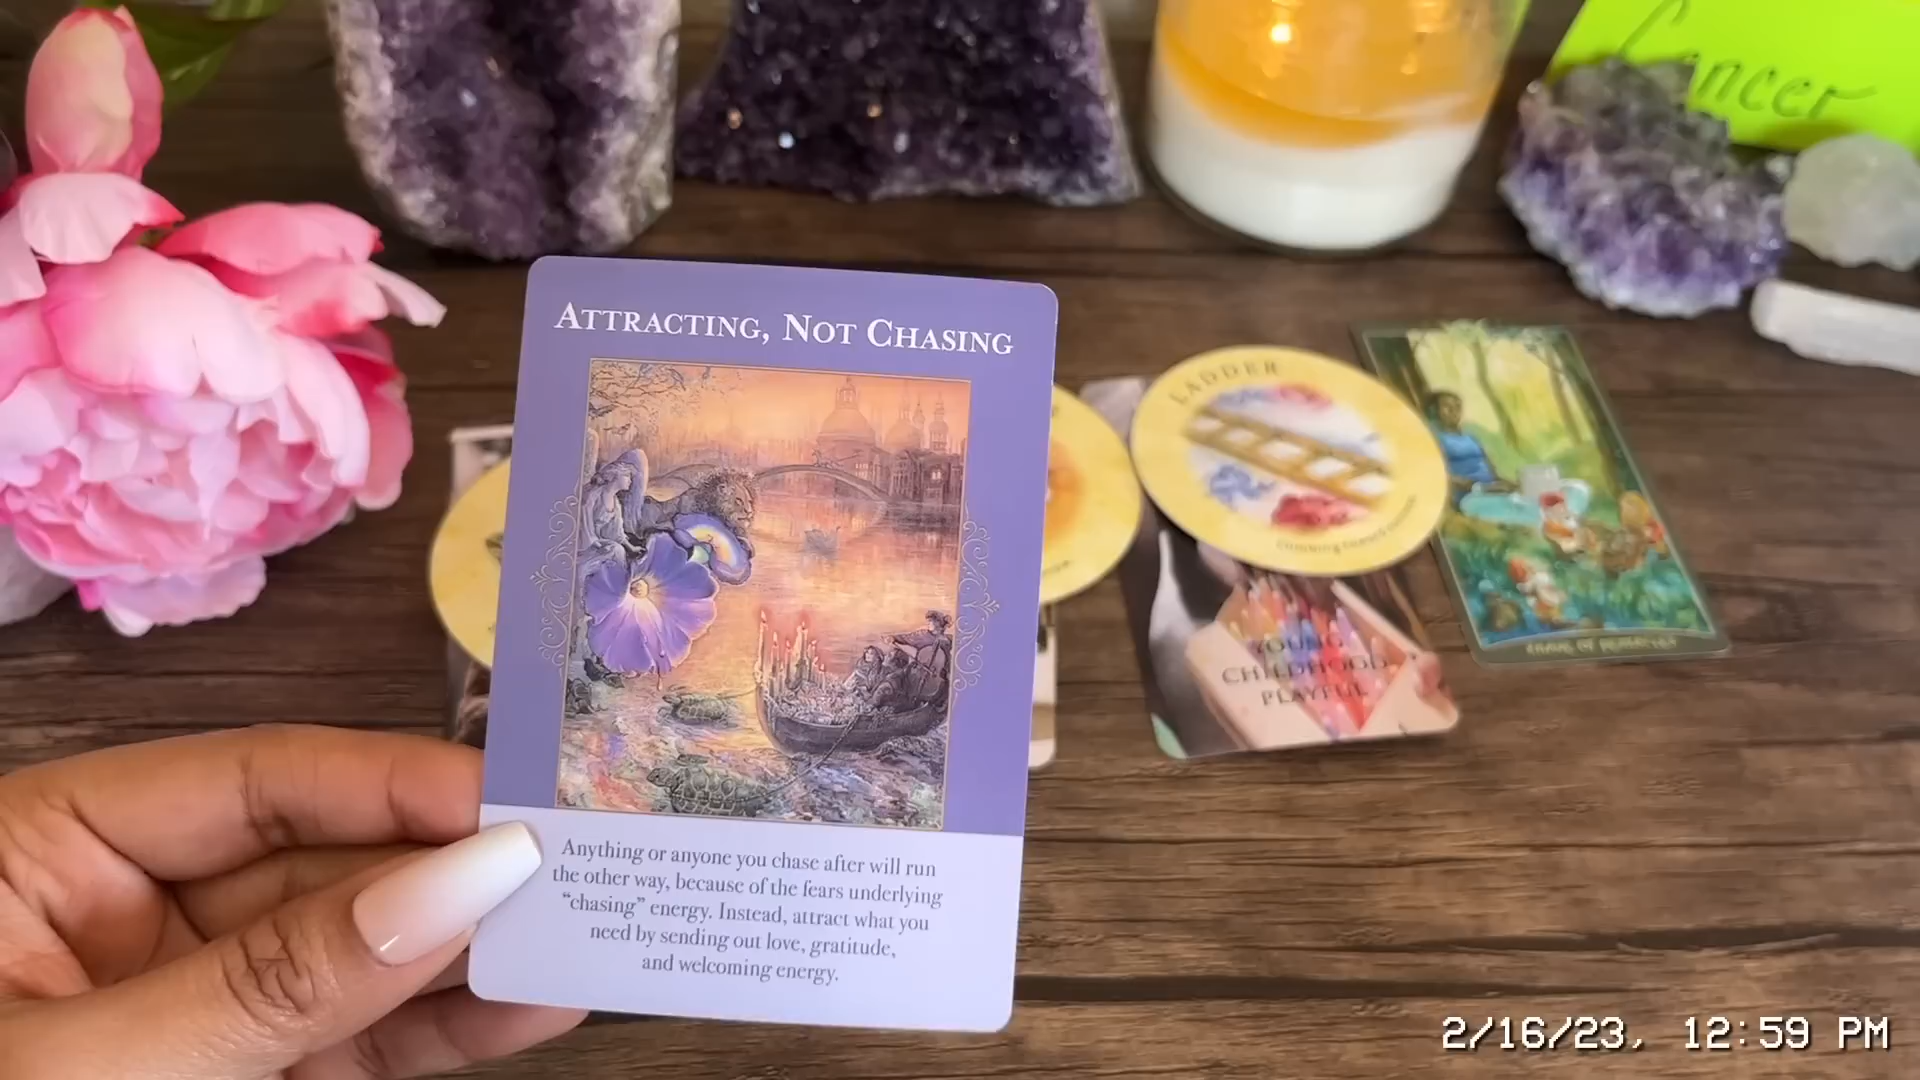 Cancer
ATTRACTING, NOT CHASING
LADDER
YOUNG
CHILDHOOD
PLAYFUL
Anything or anyone you chase after will run
the other way, because of the fears underlying
“chasing” energy. Instead, attract what you
need by sending out love, gratitude,
and welcoming energy.
2/16/23, 12:59 PM